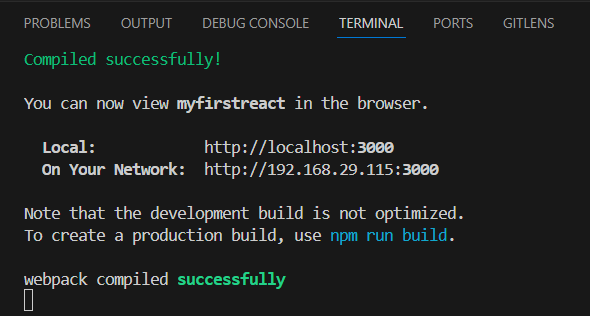 PROBLEMS OUTPUT DEBUG CONSOLE TERMINAL PORTS GITLENS
Compiled successfully!
You can now view myfirstreact in the browser.
Local: http://localhost:3000
On Your Network: http://192.168.29.115:3000
Note that the development build is not optimized.
To create a production build, use npm run build.
webpack compiled successfully